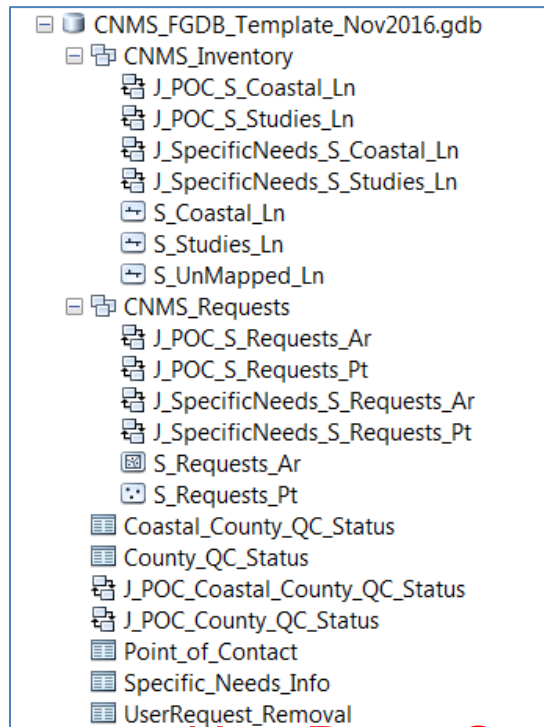 CNMS_FGDB_Template_Nov2016.gdb
CNMS_Inventory
J_POC_S_Coastal_Ln
J_POC_S_Studies_Ln
J_SpecificNeeds_S_Coastal_Ln
J_SpecificNeeds_S_Studies_Ln
S_Coastal_Ln
S_Studies_Ln
S_UnMapped_Ln
CNMS_Requests
J_POC_S_Requests_Ar
J_POC_S_Requests_Pt
J_SpecificNeeds_S_Requests_Ar
J_SpecificNeeds_S_Requests_Pt
S_Requests_Ar
S_Requests_Pt
Coastal_County_QC_Status
County_QC_Status
J_POC_Coastal_County_QC_Status
J_POC_County_QC_Status
Point_of_Contact
Specific_Needs_Info
UserRequest_Removal